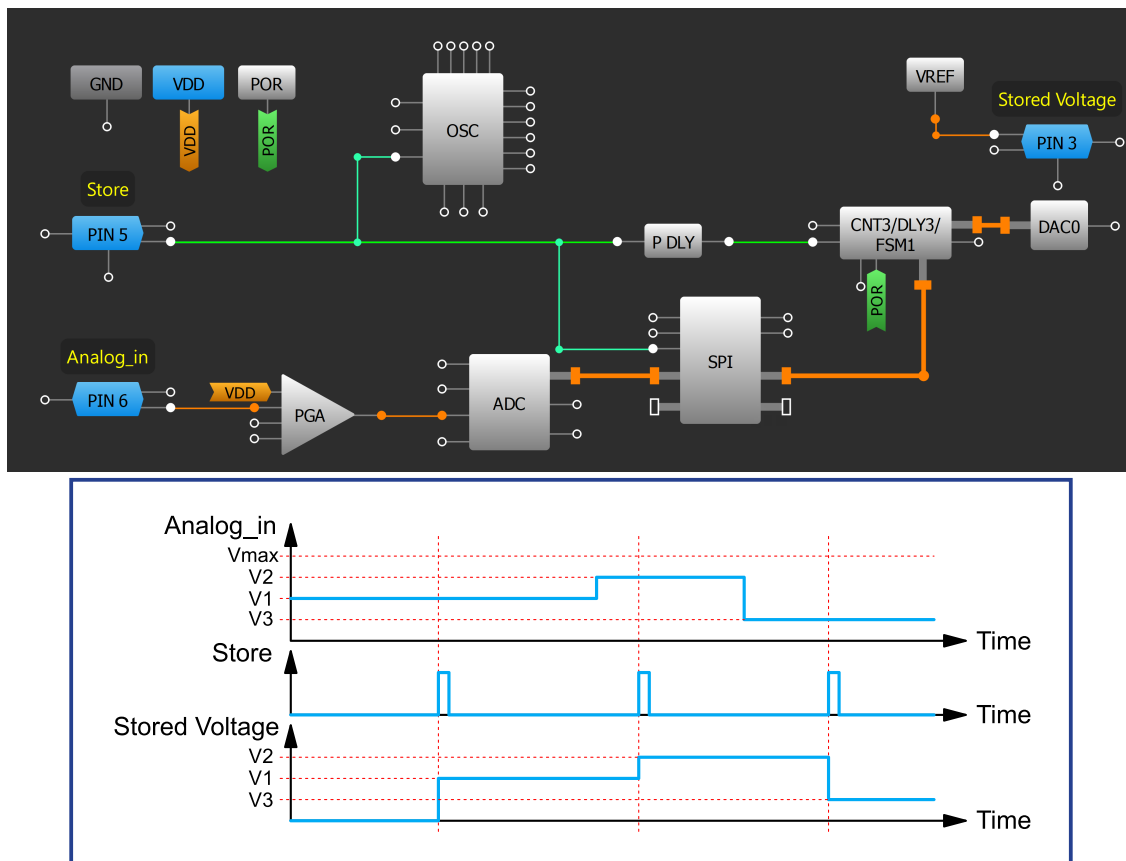 GND
VDD
POR
VDD
POR
OSC
VREF
Stored Voltage
PIN 3
Store
PIN 5
P DLY
CNT3/DLY3/
FSM1
DAC0
POR
Analog_in
PIN 6
VDD
PGA
ADC
SPI
Analog_in
Vmax
V2
V1
V3
Time
Store
Time
Stored Voltage
V2
V1
V3
Time